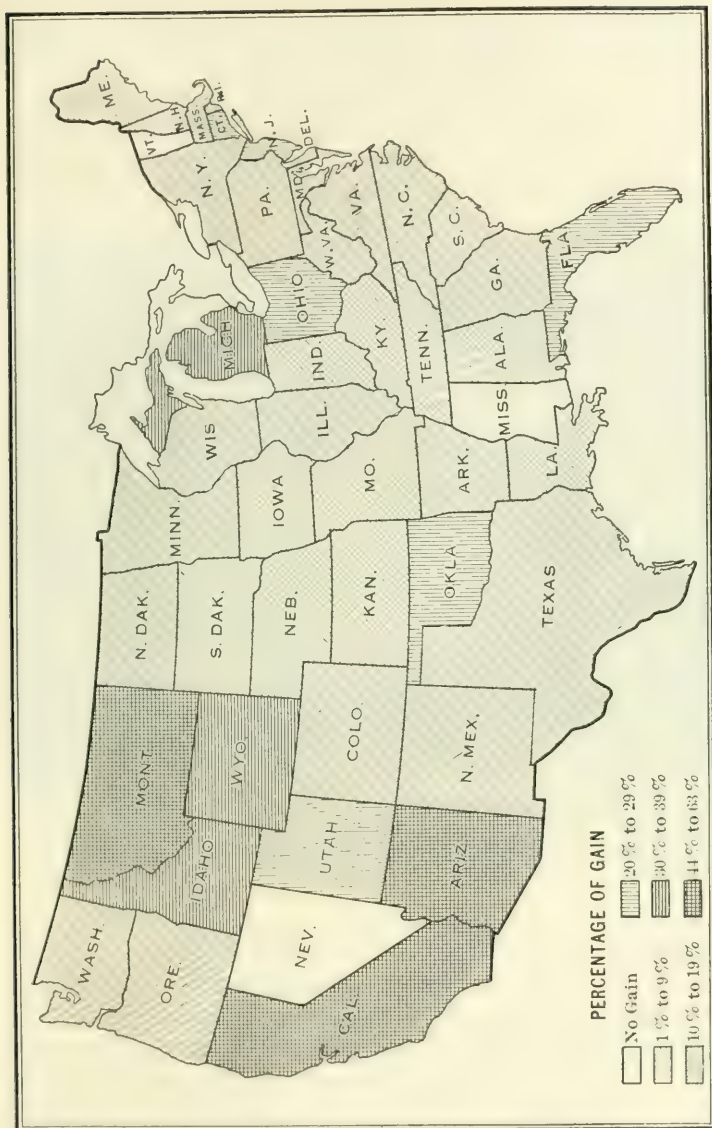 WASH.
ORE.
CAL.
NEV.
IDAHO
MONT.
WYO.
UTAH
ARIZ.
COLO.
N. MEX.
N. DAK.
S. DAK.
NEB.
KAN.
OKLA.
TEXAS
MINN.
IOWA
MO.
ARK.
LA.
WIS
ILL.
MICH.
IND.
OHIO
KY.
TENN.
MISS.
ALA.
GA.
FLA.
S. C.
N. C.
VA.
W. VA.
MD.
DEL.
PA.
N. J.
N. Y.
CT.
R.I.
MASS.
VT.
N. H.
ME.
PERCENTAGE OF GAIN
No Gain
1% to 9%
10% to 19%
20% to 29%
30% to 39%
44% to 63%